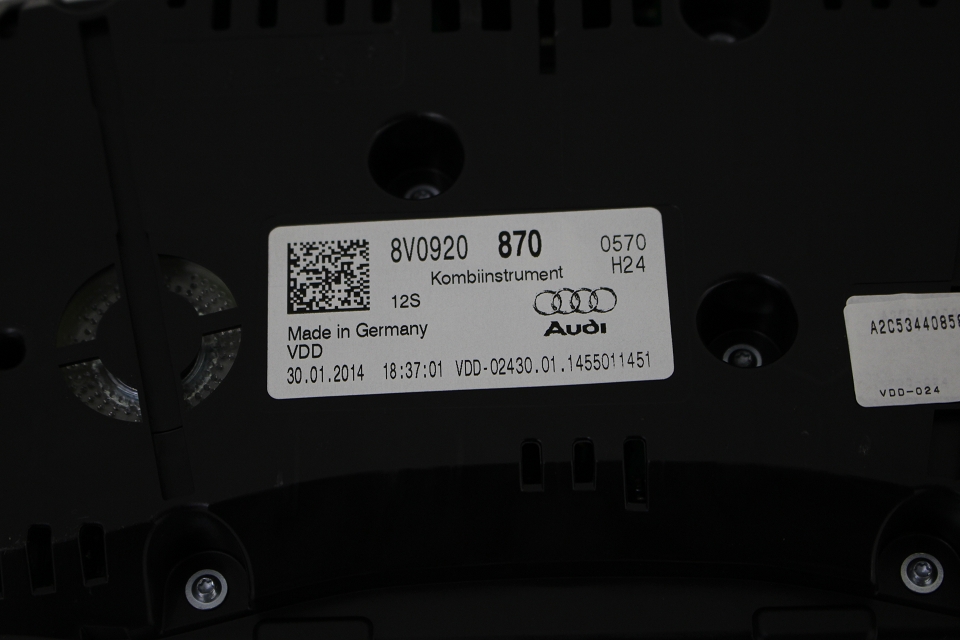 8V0920 870 0570
H24
Kombiinstrument
12S
Audi
Made in Germany
VDD
30.01.2014 18:37:01 VDD-02430.01.1455011451
A2C5344085
VDD-024